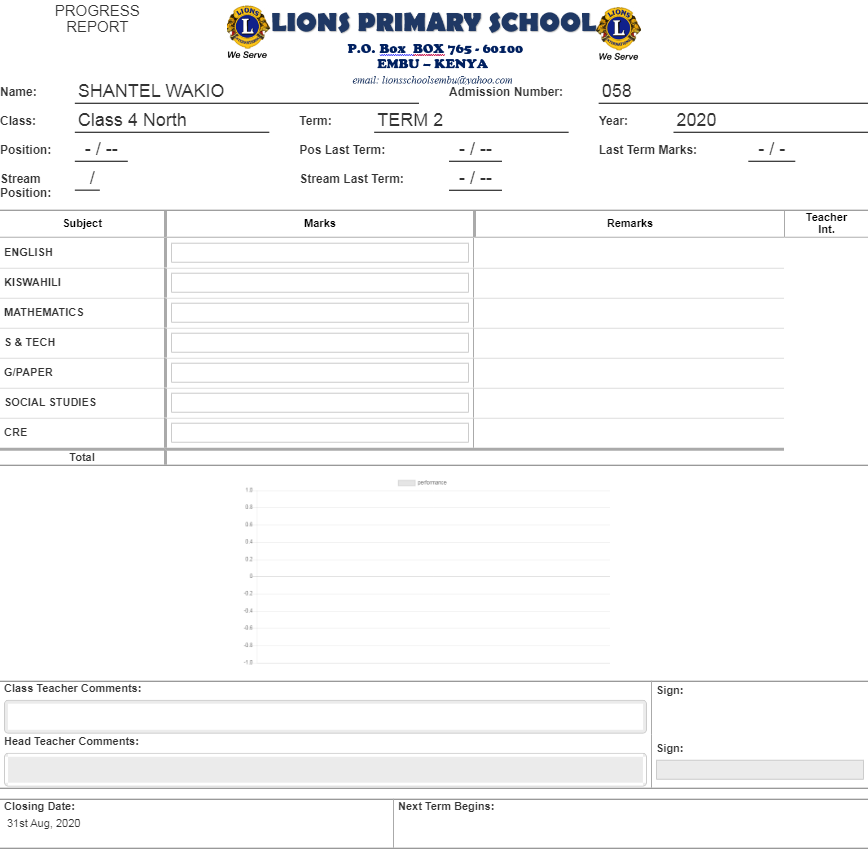 PROGRESS
REPORT
LIONS
L
INTERNATIONAL
We Serve
LIONS PRIMARY SCHOOL
P.O. Box BOX 765 - 60100
EMBU – KENYA
email: lionsschoolsembu@yahoo.com
LIONS
L
INTERNATIONAL
We Serve
Name: SHANTEL WAKIO Admission Number: 058
Class: Class 4 North Term: TERM 2 Year: 2020
Position: - / -- Pos Last Term: - / -- Last Term Marks: - / -
Stream Position: / Stream Last Term: - / --
Subject Marks Remarks Teacher Int.
ENGLISH
KISWAHILI
MATHEMATICS
S & TECH
G/PAPER
SOCIAL STUDIES
CRE
Total
performance
1.0
0.8
0.6
0.4
0.2
0
-0.2
-0.4
-0.6
-0.8
-1.0
Class Teacher Comments: Sign:
Head Teacher Comments: Sign:
Closing Date: Next Term Begins:
31st Aug, 2020